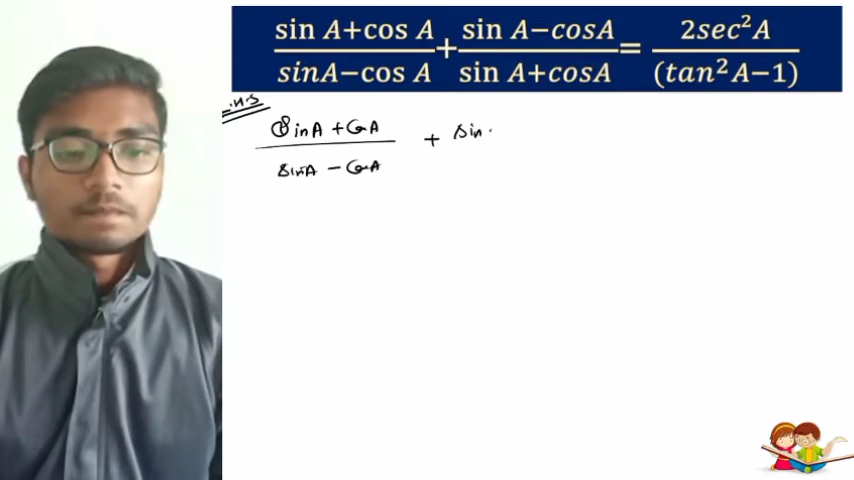 sin A+cos A / sinA−cos A + sin A−cosA / sin A+cosA = 2sec²A / (tan²A−1)
L.H.S
sinA + CosA / sinA − CosA + sin